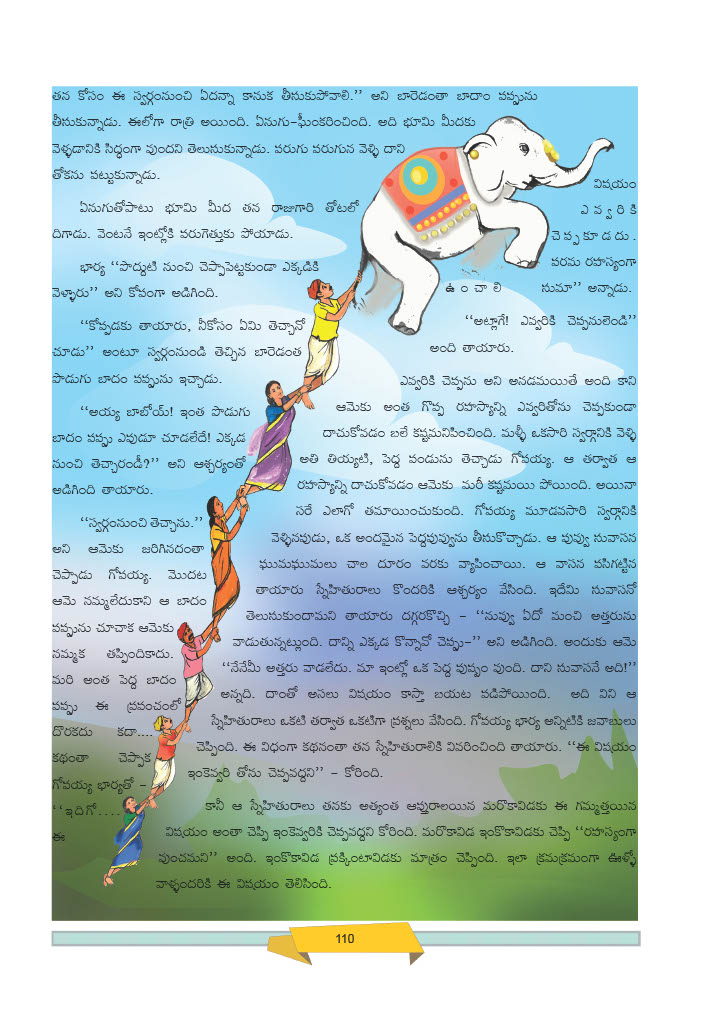 తన కోసం ఈ స్వర్గంనుంచి ఏదన్నా కానుక తీసుకుపోవాలి.’’ అని బారెడంతా బాదాం పప్పును
తీసుకున్నాడు. ఈలోగా రాత్రి అయింది. ఏనుగు-ఘీంకరించింది. అది భూమి మీదకు
వెళ్ళడానికి సిద్ధంగా వుందని తెలుసుకున్నాడు. పరుగు పరుగున వెళ్ళి దాని
తోకను పట్టుకున్నాడు.
ఏనుగుతోపాటు భూమి మీద తన రాజుగారి తోటలో
దిగాడు. వెంటనే ఇంట్లోకి పరుగెత్తుకు పోయాడు.
భార్య ‘‘పొద్దుటి నుంచి చెప్పాపెట్టకుండా ఎక్కడికి
వెళ్ళారు’’ అని కోపంగా అడిగింది.
‘‘కోప్పడకు తాయారు, నీకోసం ఏమి తెచ్చానో
చూడు’’ అంటూ స్వర్గంనుండి తెచ్చిన బారెడంత
పొడుగు బాదం పప్పును ఇచ్చాడు.
‘‘అయ్య బాబోయ్! ఇంత పొడుగు
బాదం పప్పు ఎపుడూ చూడలేదే! ఎక్కడ
నుంచి తెచ్చారండీ?’’ అని ఆశ్చర్యంతో
అడిగింది తాయారు.
‘‘స్వర్గంనుంచి తెచ్చాను.’’
అని ఆమెకు జరిగినదంతా
చెప్పాడు గోపయ్య. మొదట
ఆమె నమ్మలేదుకాని ఆ బాదం
పప్పును చూచాక ఆమెకు
నమ్మక తప్పిందికాదు.
మరి అంత పెద్ద బాదం
పప్పు ఈ ప్రపంచంలో
దొరకదు కదా....
కథంతా చెప్పాక
గోపయ్య భార్యతో -
‘‘ఇదిగో....
ఈ
విషయం
ఎవ్వరికి
చెప్పకూడదు.
పరమ రహస్యంగా
ఉంచాలి సుమా’’ అన్నాడు.
‘‘అట్లాగే! ఎవ్వరికి చెప్పనులెండి’’
అంది తాయారు.
ఎవ్వరికి చెప్పను అని అనడమయితే అంది కాని
ఆమెకు అంత గొప్ప రహస్యాన్ని ఎవ్వరితోను చెప్పకుండా
దాచుకోవడం బలే కష్టమనిపించింది. మళ్ళీ ఒకసారి స్వర్గానికి వెళ్ళి
అతి తియ్యటి, పెద్ద పండును తెచ్చాడు గోపయ్య. ఆ తర్వాత ఆ
రహస్యాన్ని దాచుకోవడం ఆమెకు మరీ కష్టమయి పోయింది. అయినా
సరే ఎలాగో తమాయించుకుంది. గోపయ్య మూడవసారి స్వర్గానికి
వెళ్ళినపుడు, ఒక అందమైన పెద్దపువ్వును తీసుకొచ్చాడు. ఆ పువ్వు సువాసన
ఘుమఘుమలు చాల దూరం వరకు వ్యాపించాయి. ఆ వాసన పసిగట్టిన
తాయారు స్నేహితురాలు కొందరికి ఆశ్చర్యం వేసింది. ఇదేమి సువాసనో
తెలుసుకుందామని తాయారు దగ్గరకొచ్చి - ‘‘నువ్వు ఏదో మంచి అత్తరును
వాడుతున్నట్లుంది. దాన్ని ఎక్కడ కొన్నావో చెప్పు-’’ అని అడిగింది. అందుకు ఆమె
‘‘నేనేమీ అత్తరు వాడలేదు. మా ఇంట్లో ఒక పెద్ద పుష్పం వుంది. దాని సువాసనే అది!’’
అన్నది. దాంతో అసలు విషయం కాస్తా బయట పడిపోయింది. అది విని ఆ
స్నేహితురాలు ఒకటి తర్వాత ఒకటిగా ప్రశ్నలు వేసింది. గోపయ్య భార్య అన్నిటికి జవాబులు
చెప్పింది. ఈ విధంగా కథనంతా తన స్నేహితురాలికి వివరించింది తాయారు. ‘‘ఈ విషయం
ఇంకెవ్వరి తోను చెప్పవద్దని’’ - కోరింది.
కానీ ఆ స్నేహితురాలు తనకు అత్యంత ఆప్తురాలయిన మరొకావిడకు ఈ గమ్మత్తయిన
విషయం అంతా చెప్పి ఇంకెవ్వరికి చెప్పవద్దని కోరింది. మరొకావిడ ఇంకొకావిడకు చెప్పి ‘‘రహస్యంగా
వుంచమని’’ అంది. ఇంకొకావిడ ప్రక్కింటావిడకు మాత్రం చెప్పింది. ఇలా క్రమక్రమంగా ఊళ్ళో
వాళ్ళందరికి ఈ విషయం తెలిసింది.
110